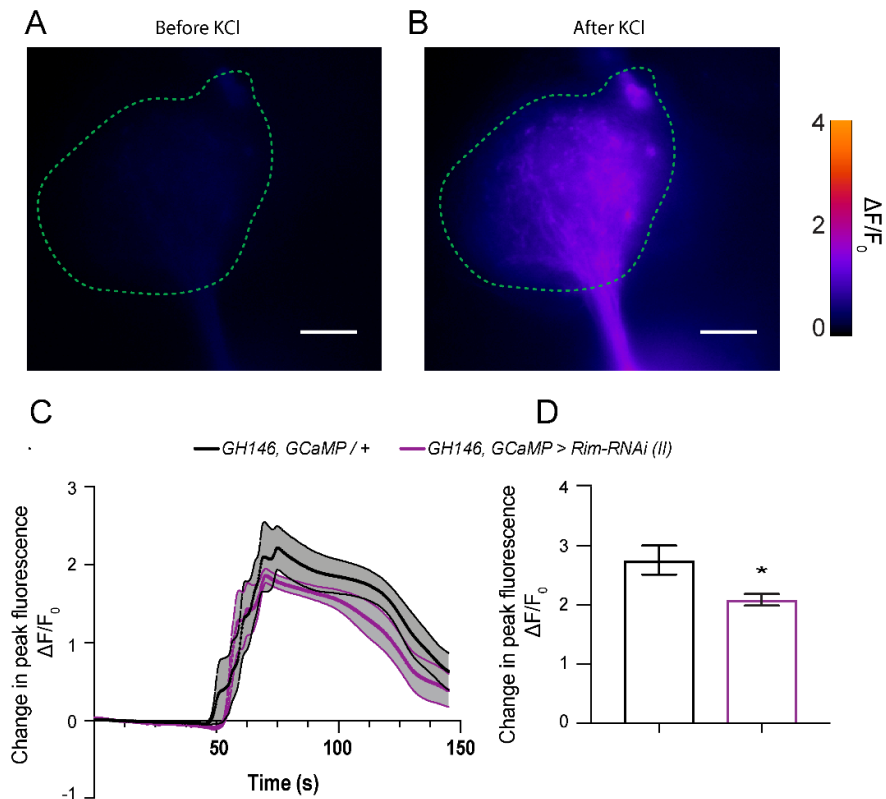 A
Before KCl
B
After KCl
4
2
0
ΔF/F0
C
D
GH146, GCaMP / +
GH146, GCaMP > Rim-RNAi (II)
Change in peak fluorescence
ΔF/F0
3
2
1
0
-1
50
100
150
Time (s)
Change in peak fluorescence
ΔF/F0
4
3
2
1
0
*